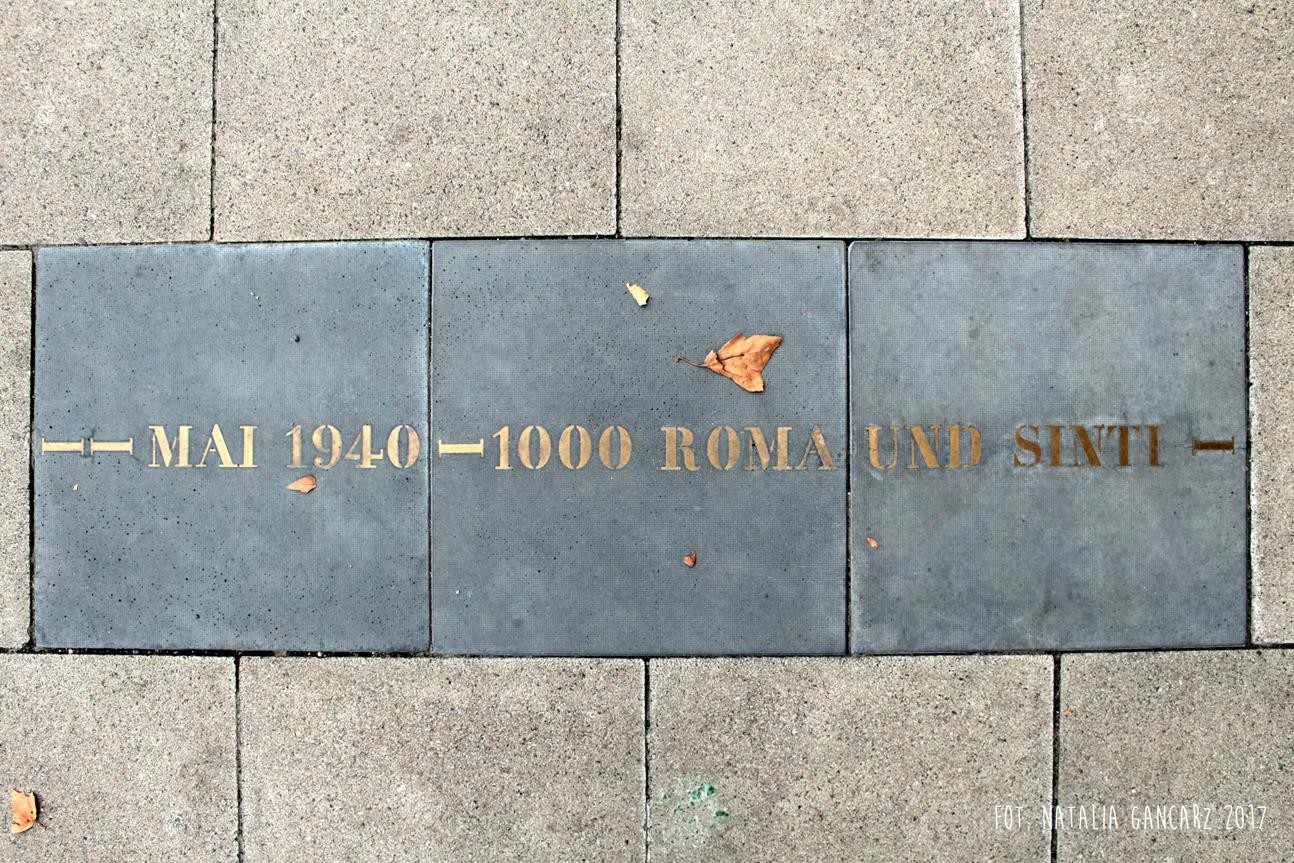 MAI 1940 — 1000 ROMA UND SINTI
FOT. NATALIA GANCARZ 2017